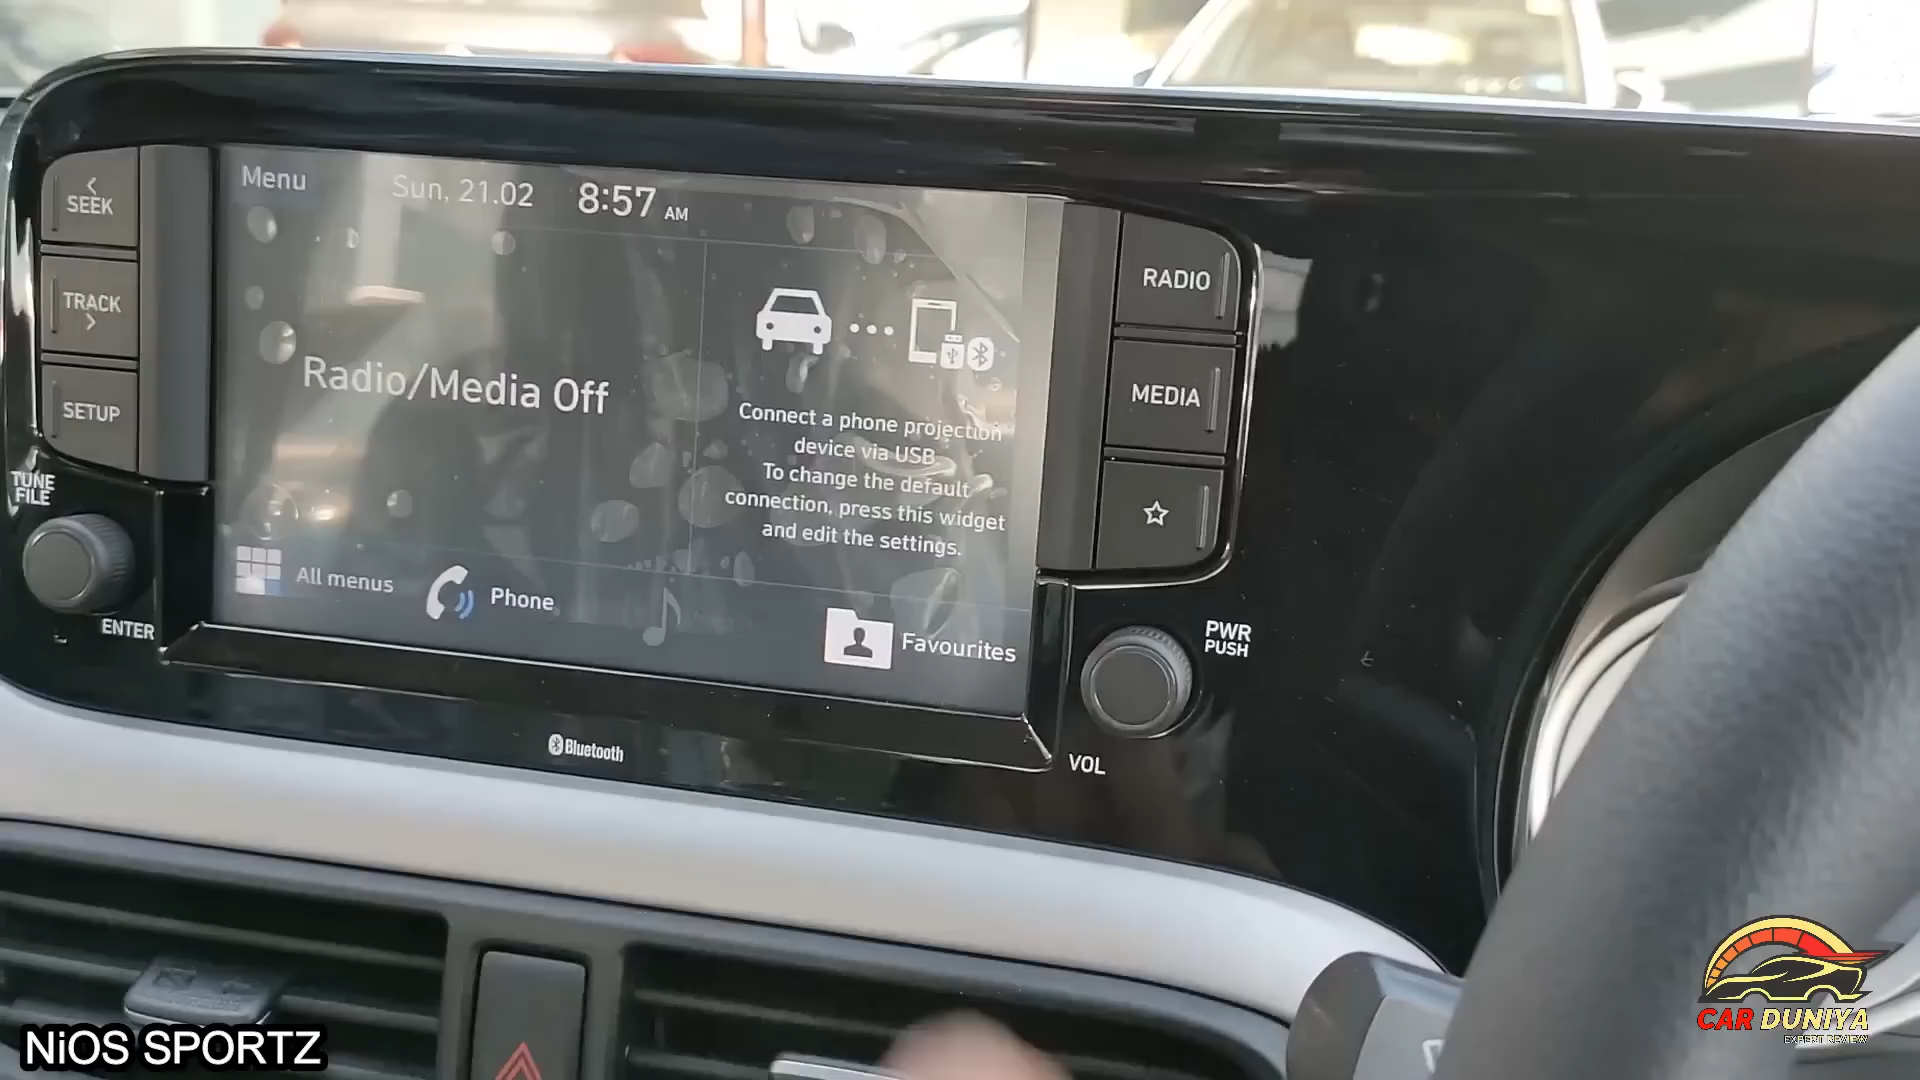 Menu
Sun, 21.02
8:57 AM
SEEK
TRACK
SETUP
TUNE
FILE
ENTER
Radio/Media Off
Connect a phone projection
device via USB.
To change the default
connection, press this widget
and edit the settings.
All menus
Phone
Favourites
RADIO
MEDIA
PWR
PUSH
VOL
Bluetooth
NiOS SPORTZ
CAR DUNIYA
EXPERT REVIEW